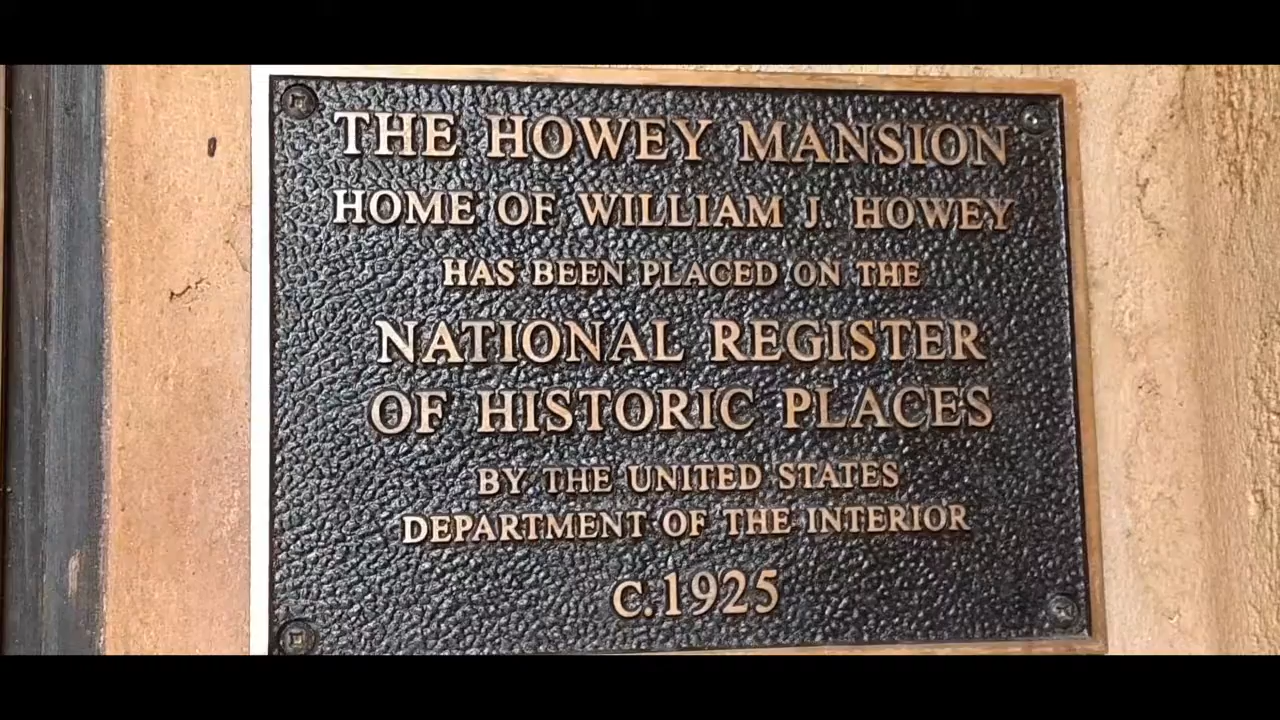 THE HOWEY MANSION
HOME OF WILLIAM J. HOWEY
HAS BEEN PLACED ON THE
NATIONAL REGISTER
OF HISTORIC PLACES
BY THE UNITED STATES
DEPARTMENT OF THE INTERIOR
C.1925